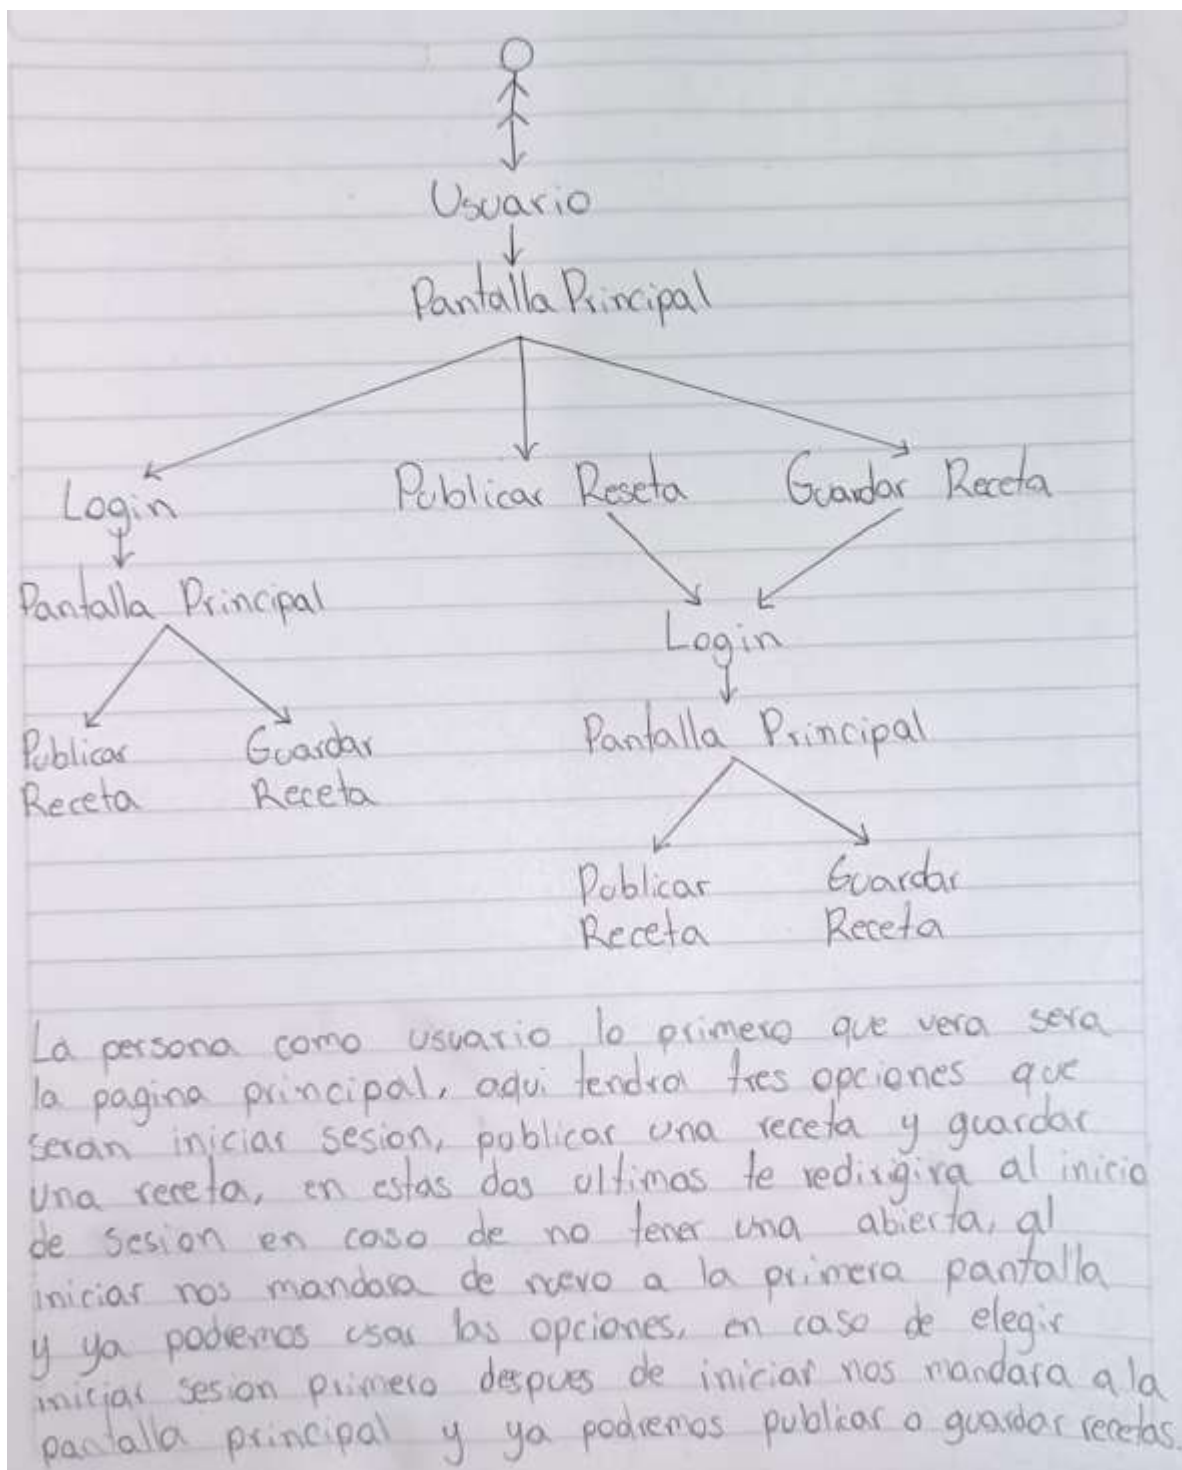 Usuario
Pantalla Principal
Login
Publicar Reseta
Guardar Receta
Pantalla Principal
Login
Publicar
Receta
Guardar
Receta
Pantalla Principal
Publicar
Receta
Guardar
Receta
La persona como usuario lo primero que vera sera
la pagina principal, aqui tendra tres opciones que
seran iniciar sesion, publicar una receta y guardar
una receta, en estas dos ultimas te redirigira al inicio
de sesion en caso de no tener una abierta, al
iniciar nos mandara de nuevo a la primera pantalla
y ya podremos usar las opciones, en caso de elegir
iniciar sesion primero despues de iniciar nos mandara a la
pantalla principal y ya podremos publicar o guardar recetas.